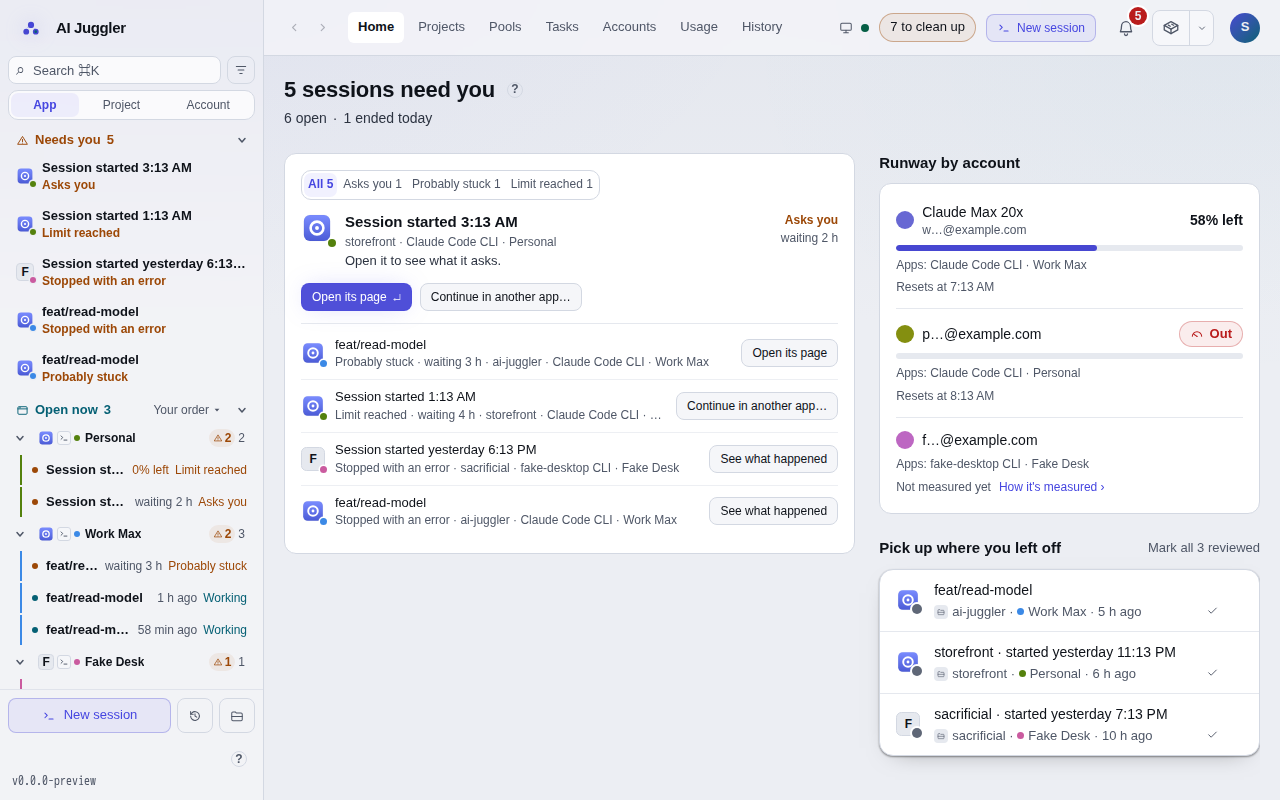 AI Juggler
Search ⌘K
App Project Account
Needs you 5
Session started 3:13 AM
Asks you
Session started 1:13 AM
Limit reached
F
Session started yesterday 6:13…
Stopped with an error
feat/read-model
Stopped with an error
feat/read-model
Probably stuck
Open now 3 Your order
Personal 2 2
Session st… 0% left Limit reached
Session st… waiting 2 h Asks you
Work Max 2 3
feat/re… waiting 3 h Probably stuck
feat/read-model 1 h ago Working
feat/read-m… 58 min ago Working
F Fake Desk 1 1
New session
?
v0.0.0-preview
Home Projects Pools Tasks Accounts Usage History
7 to clean up
New session
5
S
5 sessions need you ?
6 open · 1 ended today
All 5 Asks you 1 Probably stuck 1 Limit reached 1
Session started 3:13 AM
Asks you
storefront · Claude Code CLI · Personal
waiting 2 h
Open it to see what it asks.
Open its page ↵ Continue in another app…
feat/read-model
Probably stuck · waiting 3 h · ai-juggler · Claude Code CLI · Work Max
Open its page
Session started 1:13 AM
Limit reached · waiting 4 h · storefront · Claude Code CLI · …
Continue in another app…
F
Session started yesterday 6:13 PM
Stopped with an error · sacrificial · fake-desktop CLI · Fake Desk
See what happened
feat/read-model
Stopped with an error · ai-juggler · Claude Code CLI · Work Max
See what happened
Runway by account
Claude Max 20x
w…@example.com
58% left
Apps: Claude Code CLI · Work Max
Resets at 7:13 AM
p…@example.com Out
Apps: Claude Code CLI · Personal
Resets at 8:13 AM
f…@example.com
Apps: fake-desktop CLI · Fake Desk
Not measured yet How it's measured ›
Pick up where you left off Mark all 3 reviewed
feat/read-model
ai-juggler · Work Max · 5 h ago
storefront · started yesterday 11:13 PM
storefront · Personal · 6 h ago
F
sacrificial · started yesterday 7:13 PM
sacrificial · Fake Desk · 10 h ago